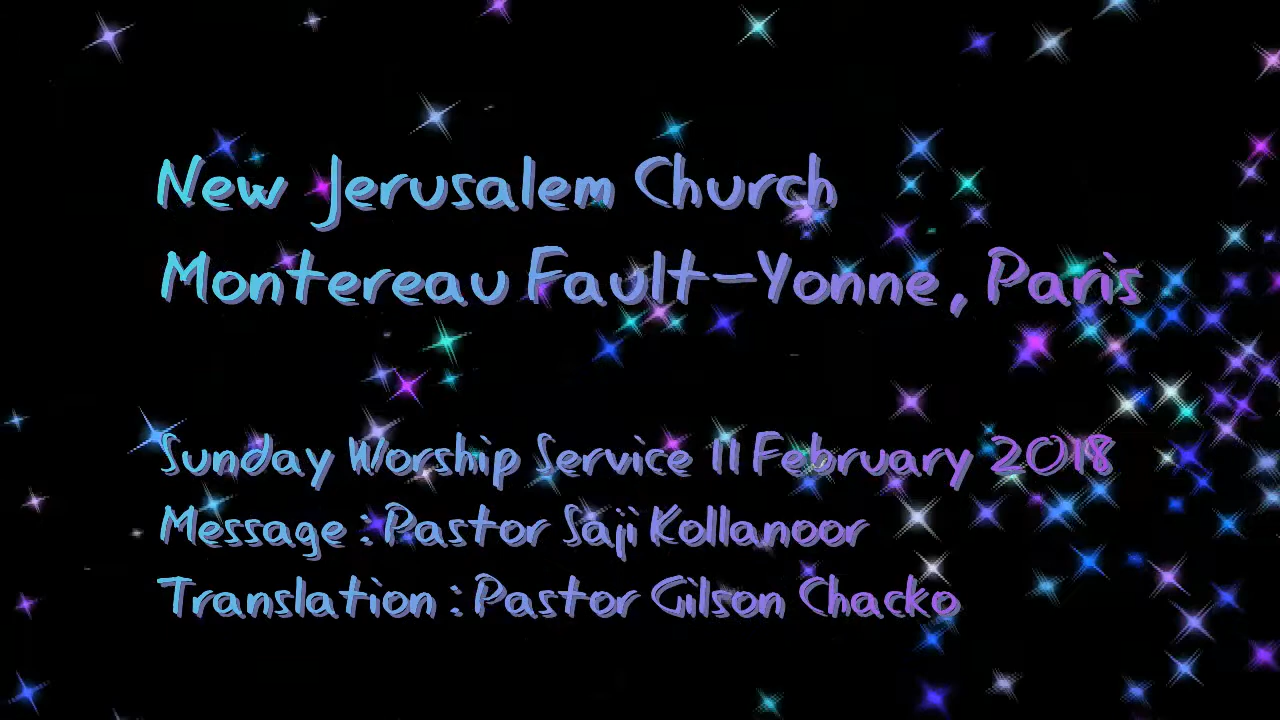 New Jerusalem Church
Montereau Fault-Yonne, Paris
Sunday Worship Service 11 February 2018
Message : Pastor Saji Kollanoor
Translation : Pastor Gilson Chacko